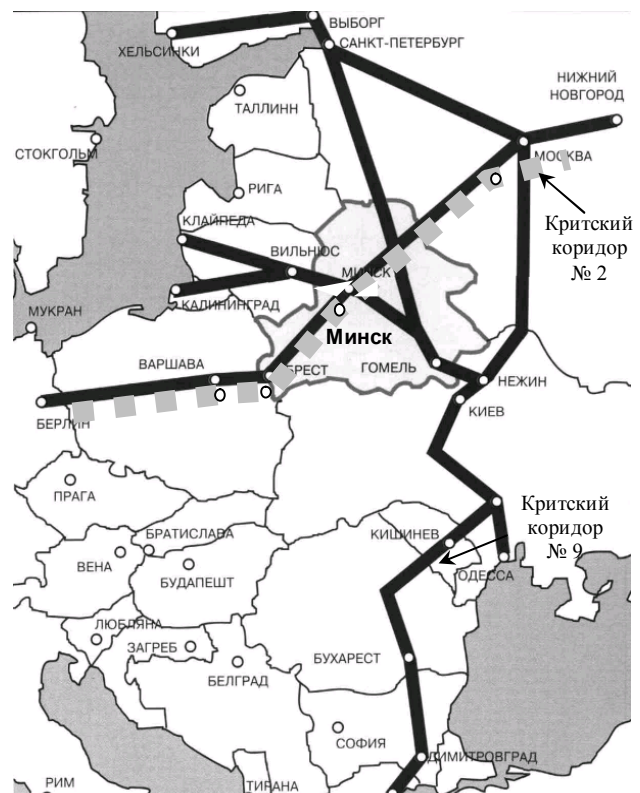 ВЫБОРГ
ХЕЛЬСИНКИ
САНКТ-ПЕТЕРБУРГ
НИЖНИЙ
НОВГОРОД
ТАЛЛИНН
СТОКГОЛЬМ
МОСКВА
РИГА
КЛАЙПЕДА
Критский
коридор
№ 2
ВИЛЬНЮС
МИНСК
КАЛИНИНГРАД
МУКРАН
Минск
ВАРШАВА
БРЕСТ
ГОМЕЛЬ
НЕЖИН
БЕРЛИН
КИЕВ
ПРАГА
Критский
коридор
№ 9
БРАТИСЛАВА
КИШИНЕВ
ВЕНА
БУДАПЕШТ
ОДЕССА
ЛЮБЛЯНА
ЗАГРЕБ
БУХАРЕСТ
БЕЛГРАД
СОФИЯ
ДИМИТРОВГРАД
РИМ
ТИРАНА